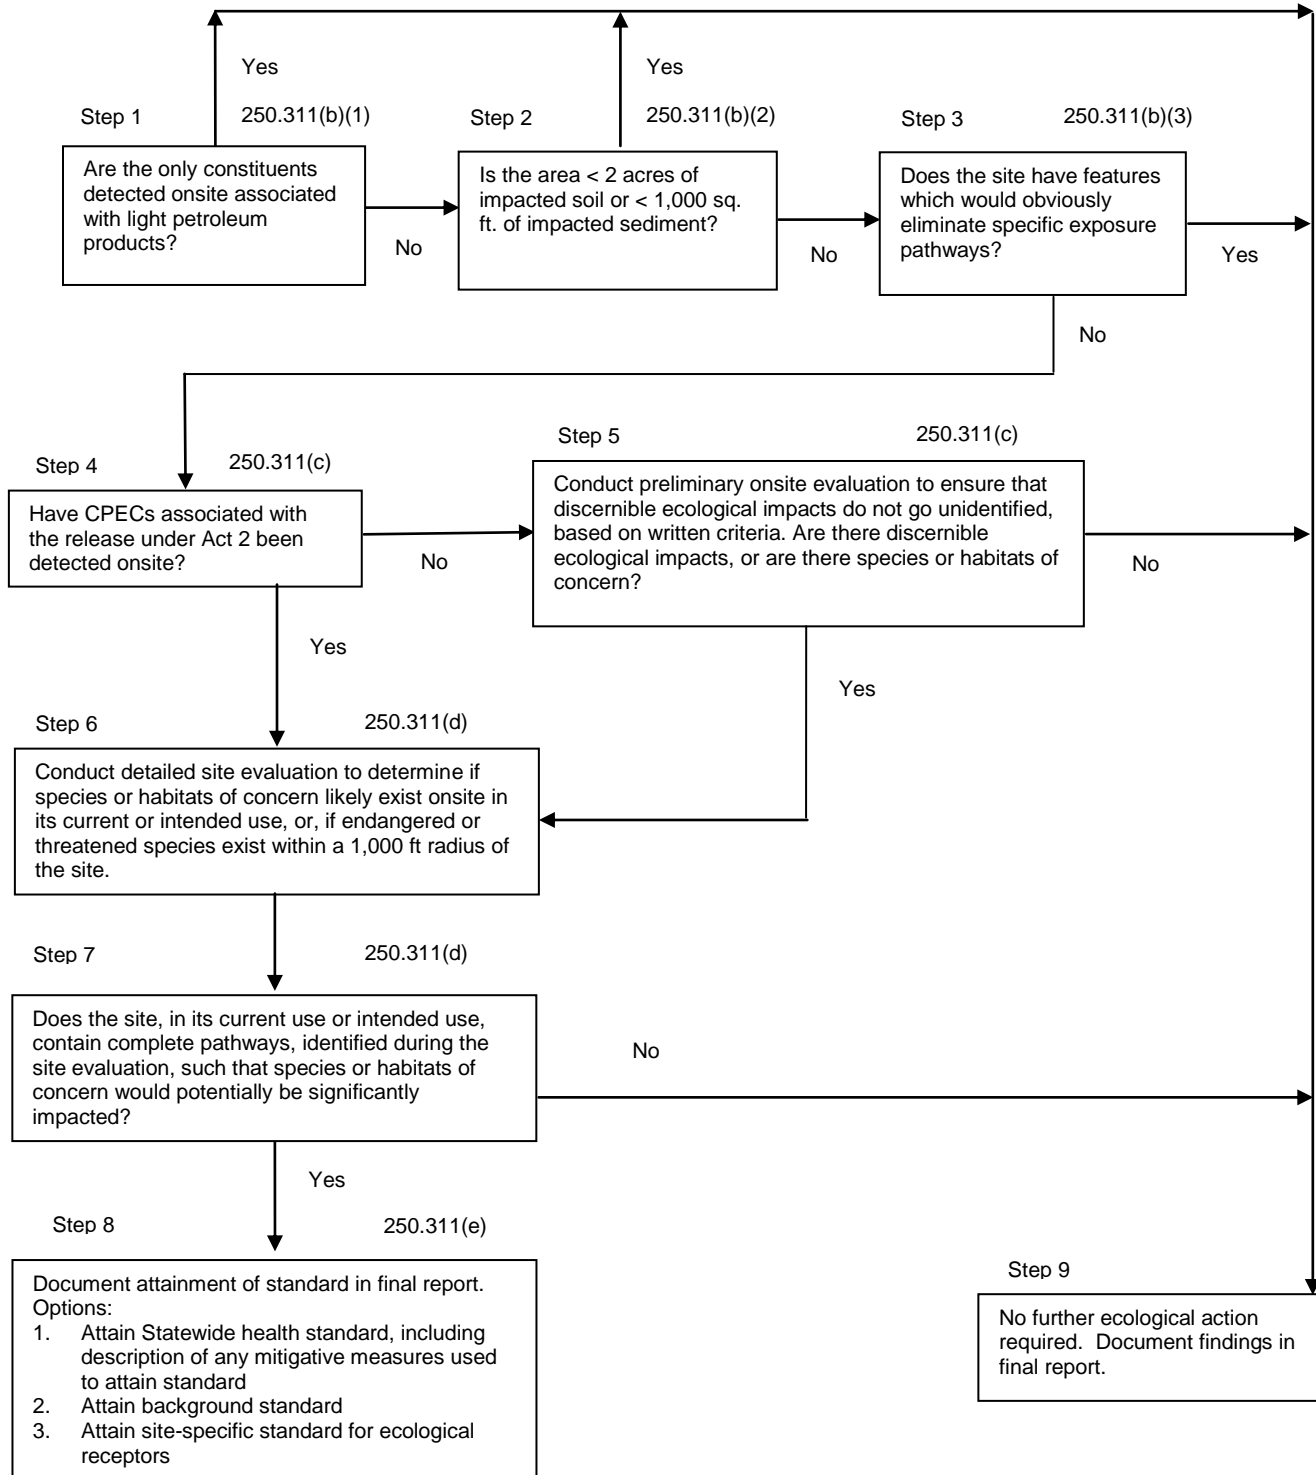 Yes
Yes
Step 1
250.311(b)(1)
Step 2
250.311(b)(2)
Step 3
250.311(b)(3)
Are the only constituents
detected onsite associated
with light petroleum
products?
No
Is the area < 2 acres of
impacted soil or < 1,000 sq.
ft. of impacted sediment?
No
Does the site have features
which would obviously
eliminate specific exposure
pathways?
Yes
No
Step 4
250.311(c)
Step 5
250.311(c)
Have CPECs associated with
the release under Act 2 been
detected onsite?
No
Conduct preliminary onsite evaluation to ensure that
discernible ecological impacts do not go unidentified,
based on written criteria. Are there discernible
ecological impacts, or are there species or habitats of
concern?
No
Yes
Yes
Step 6
250.311(d)
Conduct detailed site evaluation to determine if
species or habitats of concern likely exist onsite in
its current or intended use, or, if endangered or
threatened species exist within a 1,000 ft radius of
the site.
Step 7
250.311(d)
Does the site, in its current use or intended use,
contain complete pathways, identified during the
site evaluation, such that species or habitats of
concern would potentially be significantly
impacted?
No
Yes
Step 8
250.311(e)
Document attainment of standard in final report.
Options:
1. Attain Statewide health standard, including
description of any mitigative measures used
to attain standard
2. Attain background standard
3. Attain site-specific standard for ecological
receptors
Step 9
No further ecological action
required. Document findings in
final report.